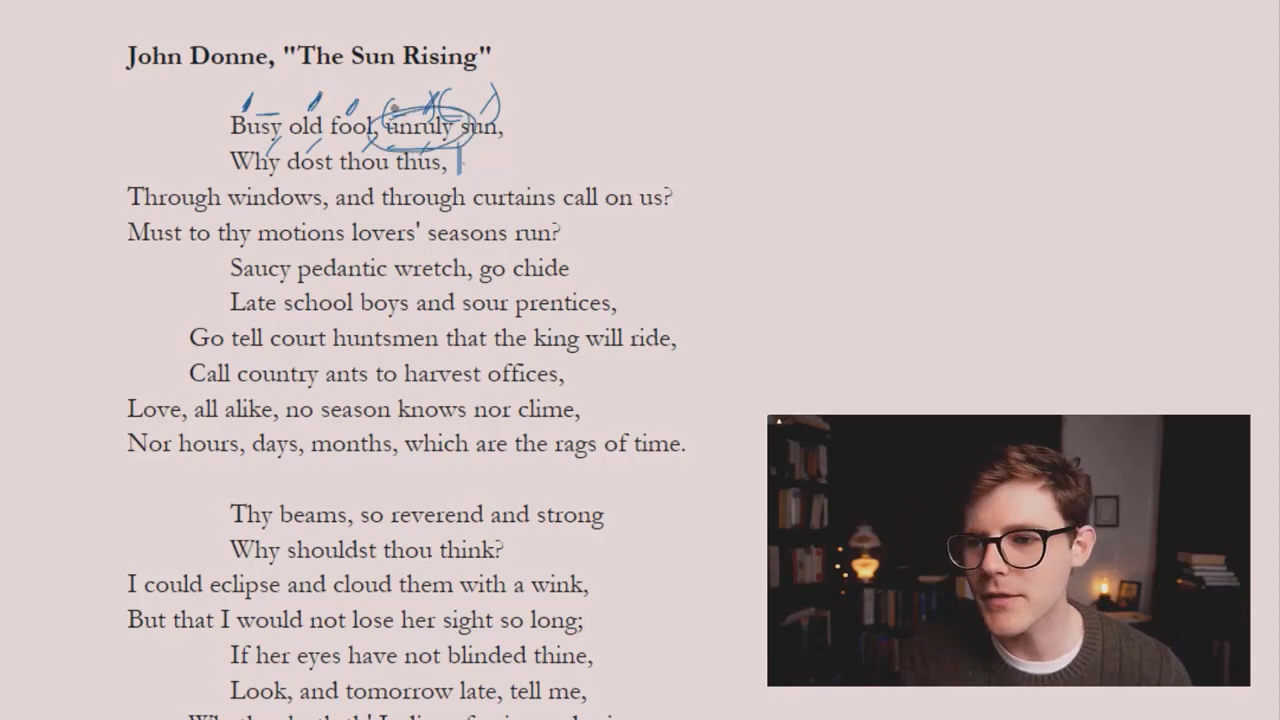 John Donne, "The Sun Rising"
Busy old fool, unruly sun,
Why dost thou thus,
Through windows, and through curtains call on us?
Must to thy motions lovers' seasons run?
Saucy pedantic wretch, go chide
Late school boys and sour prentices,
Go tell court huntsmen that the king will ride,
Call country ants to harvest offices,
Love, all alike, no season knows nor clime,
Nor hours, days, months, which are the rags of time.
Thy beams, so reverend and strong
Why shouldst thou think?
I could eclipse and cloud them with a wink,
But that I would not lose her sight so long;
If her eyes have not blinded thine,
Look, and tomorrow late, tell me,